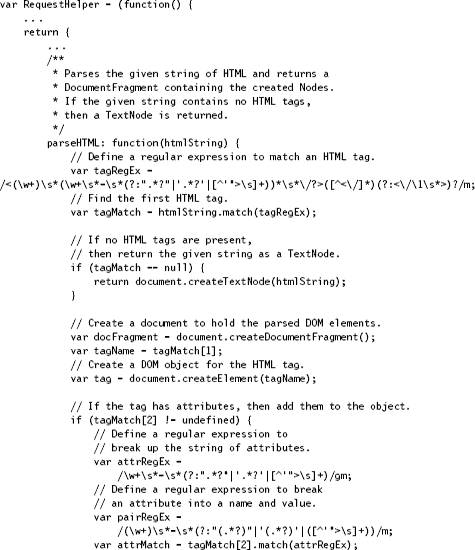 var RequestHelper = (function() {
...
return {
...
/**
* Parses the given string of HTML and returns a
* DocumentFragment containing the created Nodes.
* If the given string contains no HTML tags,
* then a TextNode is returned.
*/
parseHTML: function(htmlString) {
// Define a regular expression to match an HTML tag.
var tagRegEx =
/<(\w+)\s*(\w+\s*=\s*(?:".*?"|'.*?'|[^'">\s]+))*\s*\/?>([^<\/]*)(?:<\/\1\s*>)?/m;
// Find the first HTML tag.
var tagMatch = htmlString.match(tagRegEx);
// If no HTML tags are present,
// then return the given string as a TextNode.
if (tagMatch == null) {
return document.createTextNode(htmlString);
}
// Create a document to hold the parsed DOM elements.
var docFragment = document.createDocumentFragment();
var tagName = tagMatch[1];
// Create a DOM object for the HTML tag.
var tag = document.createElement(tagName);
// If the tag has attributes, then add them to the object.
if (tagMatch[2] != undefined) {
// Define a regular expression to
// break up the string of attributes.
var attrRegEx =
/\w+\s*=\s*(?:".*?"|'.*?'|[^'">\s]+)/gm;
// Define a regular expression to break
// an attribute into a name and value.
var pairRegEx =
/(\w+)\s*=\s*(?:"(.*?)"|'(.*?)'|([^'">\s]+))/m;
var attrMatch = tagMatch[2].match(attrRegEx);